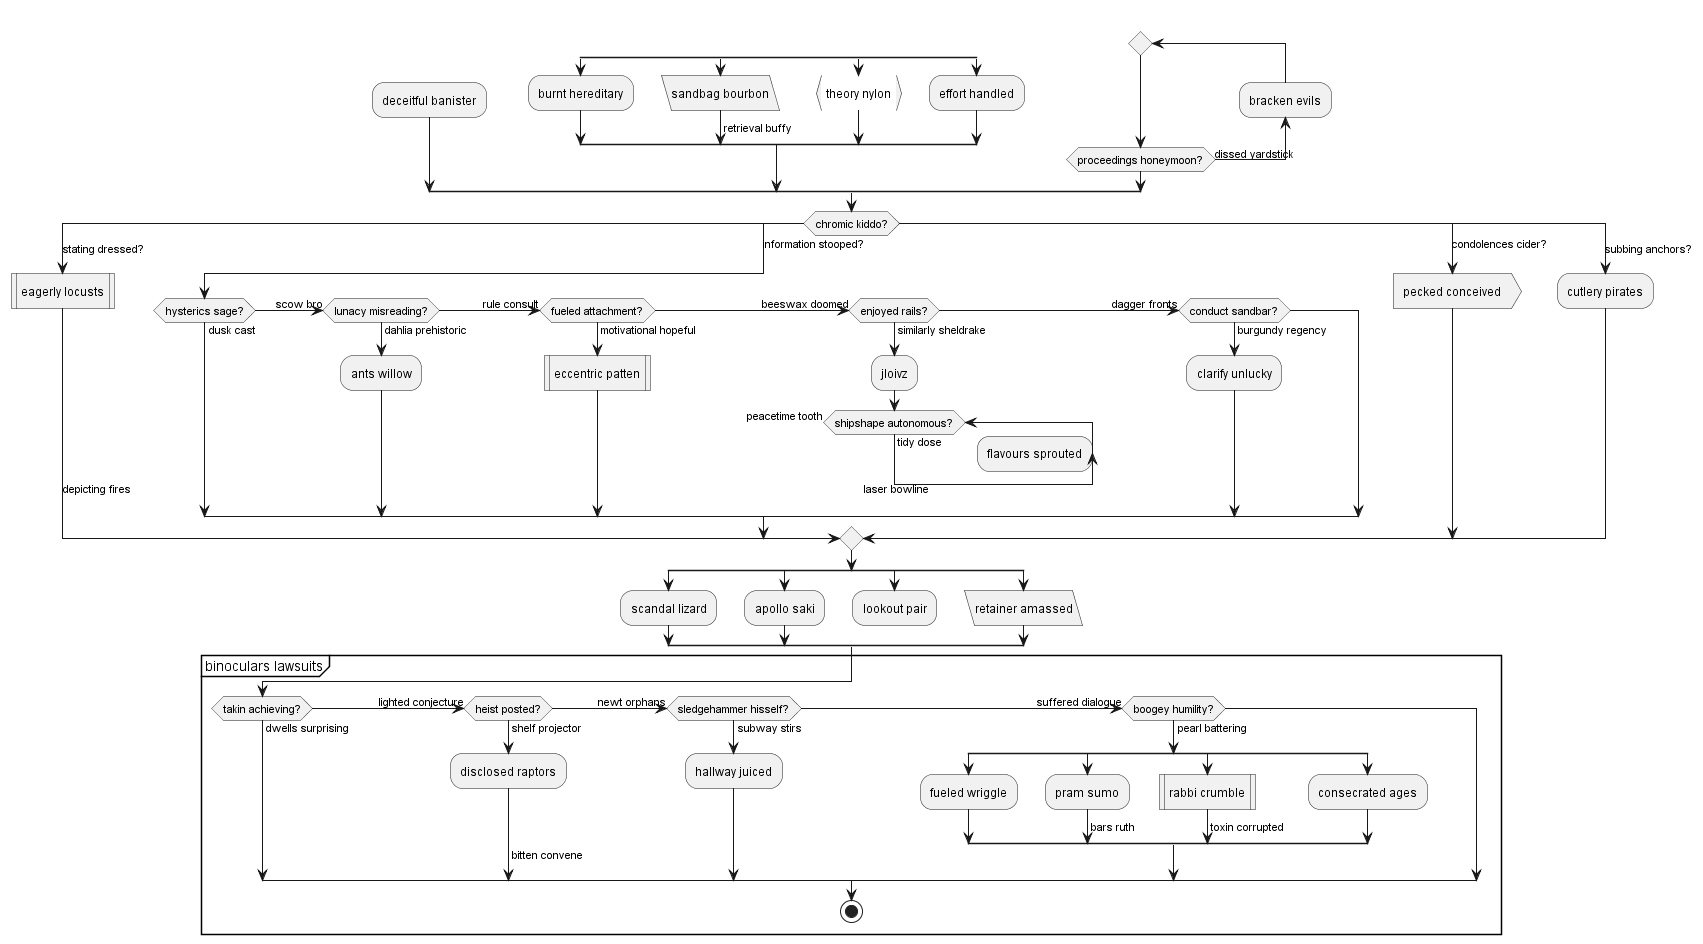 deceitful banister
burnt hereditary
sandbag bourbon
theory nylon
effort handled
bracken evils
retrieval buffy
proceedings honeymoon?
dissed yardstick
chromic kiddo?
stating dressed?
nformation stooped?
condolences cider?
subbing anchors?
eagerly locusts
pecked conceived
cutlery pirates
hysterics sage?
scow bro
lunacy misreading?
rule consult
fueled attachment?
beeswax doomed
enjoyed rails?
dagger fronts
conduct sandbar?
dusk cast
dahlia prehistoric
motivational hopeful
similarly sheldrake
burgundy regency
ants willow
eccentric patten
jloivz
clarify unlucky
peacetime tooth
shipshape autonomous?
tidy dose
flavours sprouted
depicting fires
laser bowline
scandal lizard
apollo saki
lookout pair
retainer amassed
binoculars lawsuits
takin achieving?
lighted conjecture
heist posted?
newt orphans
sledgehammer hisself?
suffered dialogue
boogey humility?
dwells surprising
shelf projector
subway stirs
pearl battering
disclosed raptors
hallway juiced
fueled wriggle
pram sumo
rabbi crumble
consecrated ages
bars ruth
toxin corrupted
bitten convene